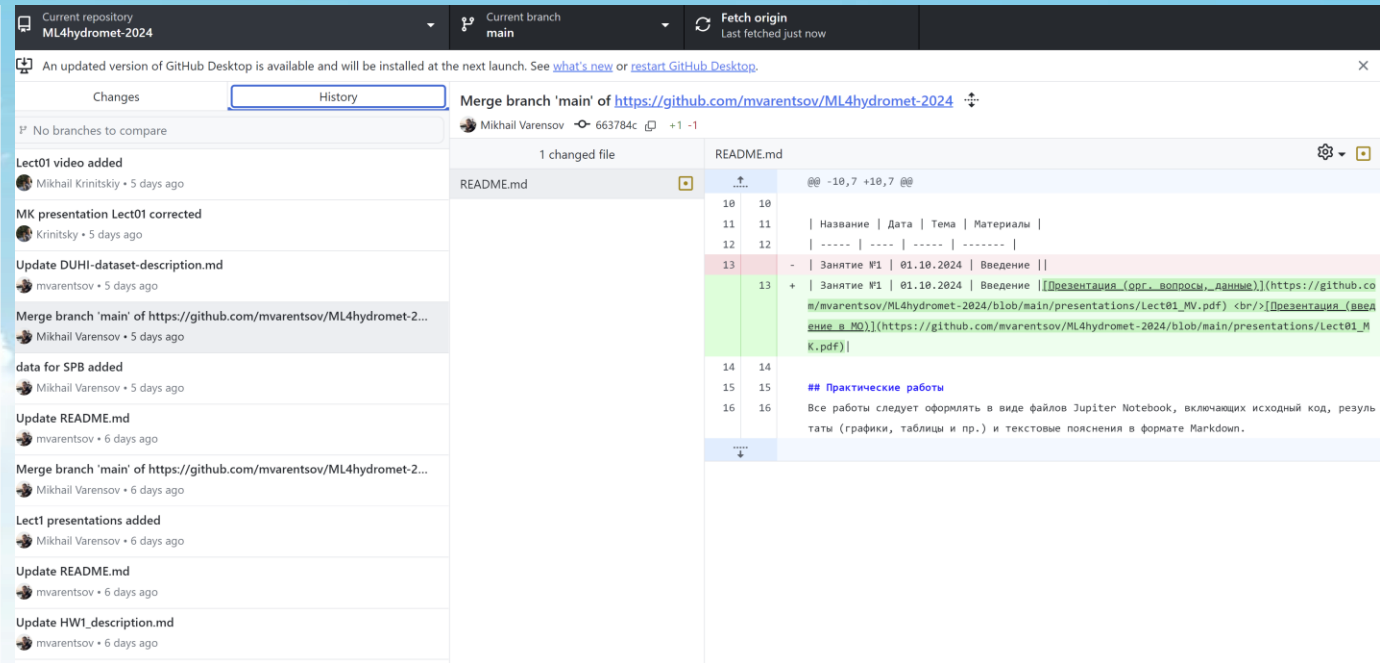 Current repository
ML4hydromet-2024
Current branch
main
Fetch origin
Last fetched just now
An updated version of GitHub Desktop is available and will be installed at the next launch. See what's new or restart GitHub Desktop.
Changes
History
No branches to compare
Lect01 video added
Mikhail Krinitskiy • 5 days ago
MK presentation Lect01 corrected
Krinitsky • 5 days ago
Update DUHI-dataset-description.md
mvarentsov • 5 days ago
Merge branch 'main' of https://github.com/mvarentsov/ML4hydromet-2...
Mikhail Varensov • 5 days ago
data for SPB added
Mikhail Varensov • 5 days ago
Update README.md
mvarentsov • 6 days ago
Merge branch 'main' of https://github.com/mvarentsov/ML4hydromet-2...
Mikhail Varensov • 6 days ago
Lect1 presentations added
Mikhail Varensov • 6 days ago
Update README.md
mvarentsov • 6 days ago
Update HW1_description.md
mvarentsov • 6 days ago
Merge branch 'main' of https://github.com/mvarentsov/ML4hydromet-2024
Mikhail Varensov 663784c +1 -1
1 changed file
README.md
README.md
@@ -10,7 +10,7 @@
10 10
11 11 | Название | Дата | Тема | Материалы |
12 12 | ----- | ---- | ----- | ------- |
13 - | Занятие №1 | 01.10.2024 | Введение ||
13 + | Занятие №1 | 01.10.2024 | Введение |[Презентация (орг. вопросы, данные)](https://github.co
m/mvarentsov/ML4hydromet-2024/blob/main/presentations/Lect01_MV.pdf) <br/>[Презентация (введ
ение в МО)](https://github.com/mvarentsov/ML4hydromet-2024/blob/main/presentations/Lect01_M
K.pdf)|
14 14
15 15 ## Практические работы
16 16 Все работы следует оформлять в виде файлов Jupiter Notebook, включающих исходный код, резуль
таты (графики, таблицы и пр.) и текстовые пояснения в формате Markdown.